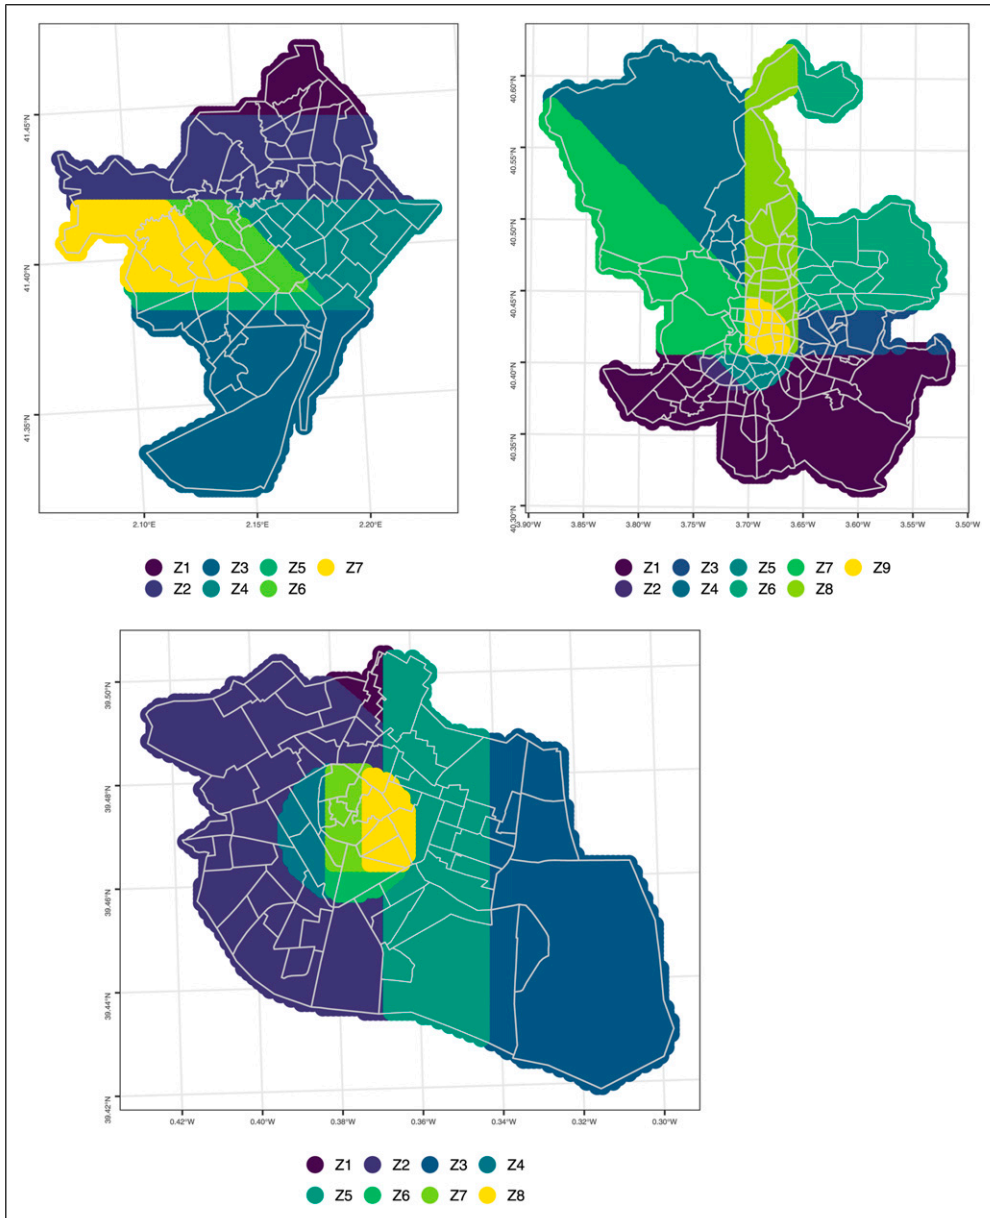 41.45°N
41.40°N
41.35°N
2.10°E 2.15°E 2.20°E
Z1 Z3 Z5 Z7
Z2 Z4 Z6
40.60°N
40.55°N
40.50°N
40.45°N
40.40°N
40.35°N
40.30°N
3.90°W 3.85°W 3.80°W 3.75°W 3.70°W 3.65°W 3.60°W 3.55°W 3.50°W
Z1 Z3 Z5 Z7 Z9
Z2 Z4 Z6 Z8
39.50°N
39.48°N
39.46°N
39.44°N
39.42°N
0.42°W 0.40°W 0.38°W 0.36°W 0.34°W 0.32°W 0.30°W
Z1 Z2 Z3 Z4
Z5 Z6 Z7 Z8